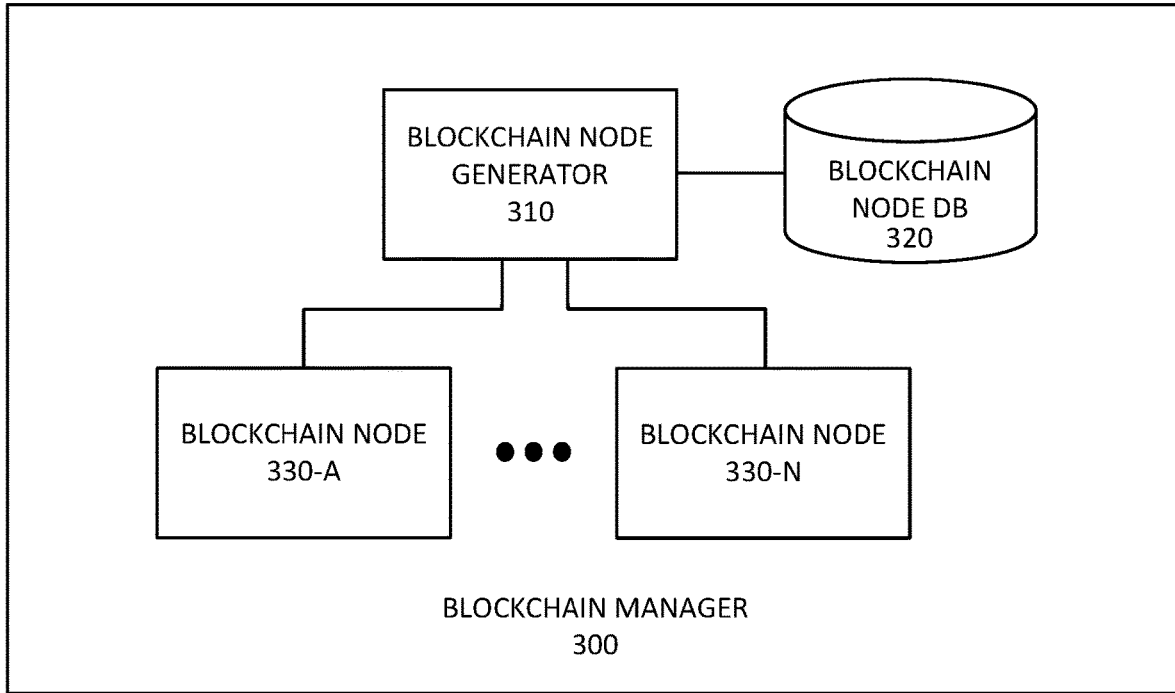 BLOCKCHAIN NODE
GENERATOR
310
BLOCKCHAIN
NODE DB
320
BLOCKCHAIN NODE
330-A
BLOCKCHAIN NODE
330-N
BLOCKCHAIN MANAGER
300